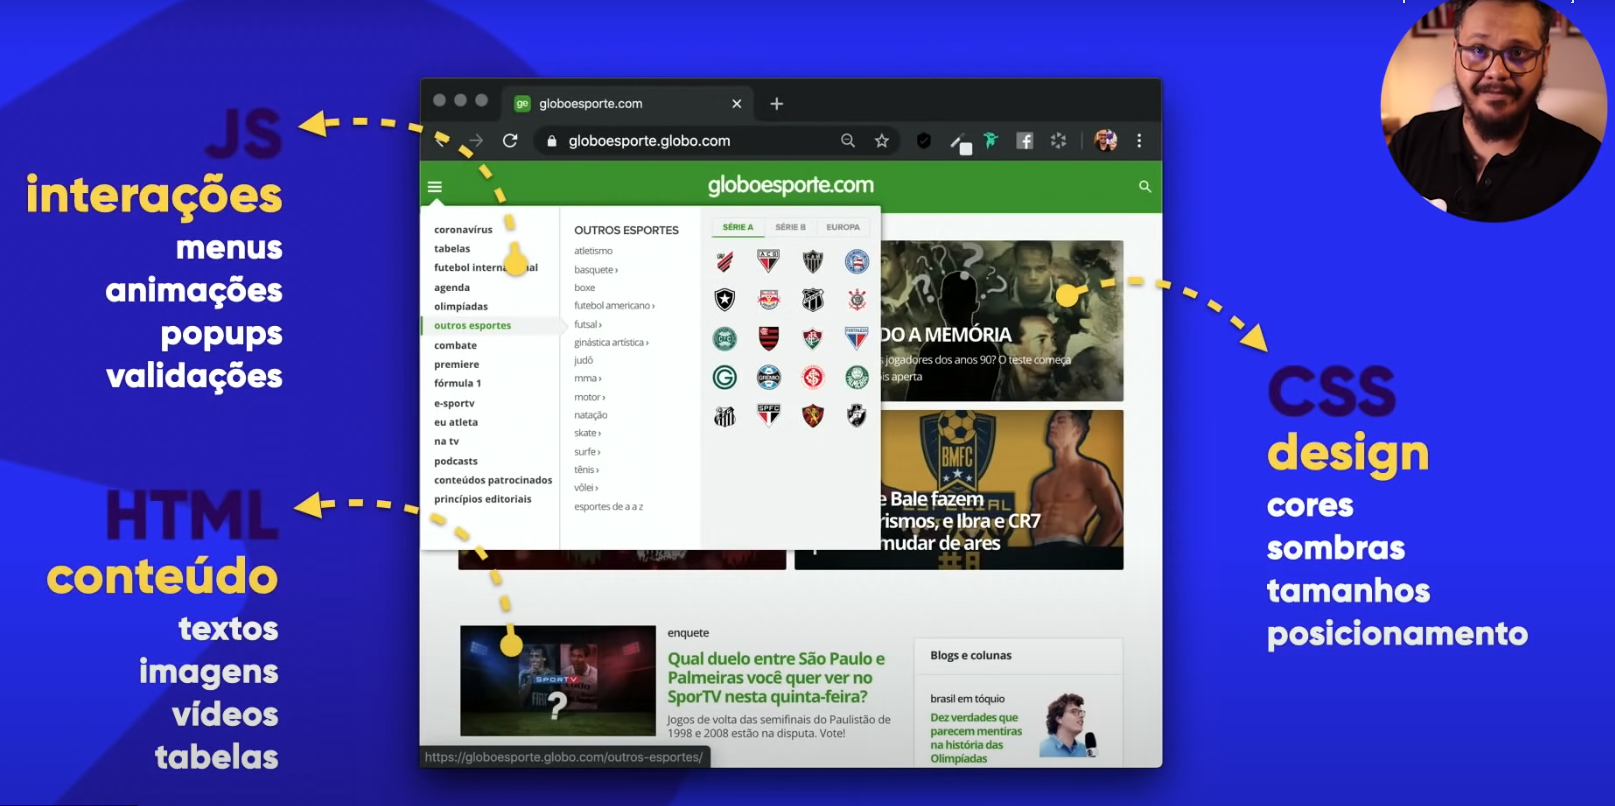 JS
interações
menus
animações
popups
validações
HTML
conteúdo
textos
imagens
vídeos
tabelas
ge globoesporte.com
globoesporte.globo.com
globoesporte.com
coronavírus
tabelas
futebol internacional
agenda
olimpíadas
outros esportes
combate
premiere
fórmula 1
e-sportv
eu atleta
na tv
podcasts
conteúdos patrocinados
princípios editoriais
OUTROS ESPORTES
atletismo
basquete ›
boxe
futebol americano ›
futsal ›
ginástica artística ›
judô
mma ›
motor ›
natação
skate ›
surfe ›
tênis ›
vôlei ›
esportes de a a z
SÉRIE A SÉRIE B EUROPA
DO A MEMÓRIA
s jogadores dos anos 90? O teste começa
is aperta
BMFC
ESPECIAL
#8
e Bale fazem
rismos, e Ibra e CR7
mudar de ares
SPORTV
?
enquete
Qual duelo entre São Paulo e
Palmeiras você quer ver no
SporTV nesta quinta-feira?
Jogos de volta das semifinais do Paulistão de
1998 e 2008 estão na disputa. Vote!
Blogs e colunas
brasil em tóquio
Dez verdades que
parecem mentiras
na história das
Olimpíadas
https://globoesporte.globo.com/outros-esportes/
CSS
design
cores
sombras
tamanhos
posicionamento